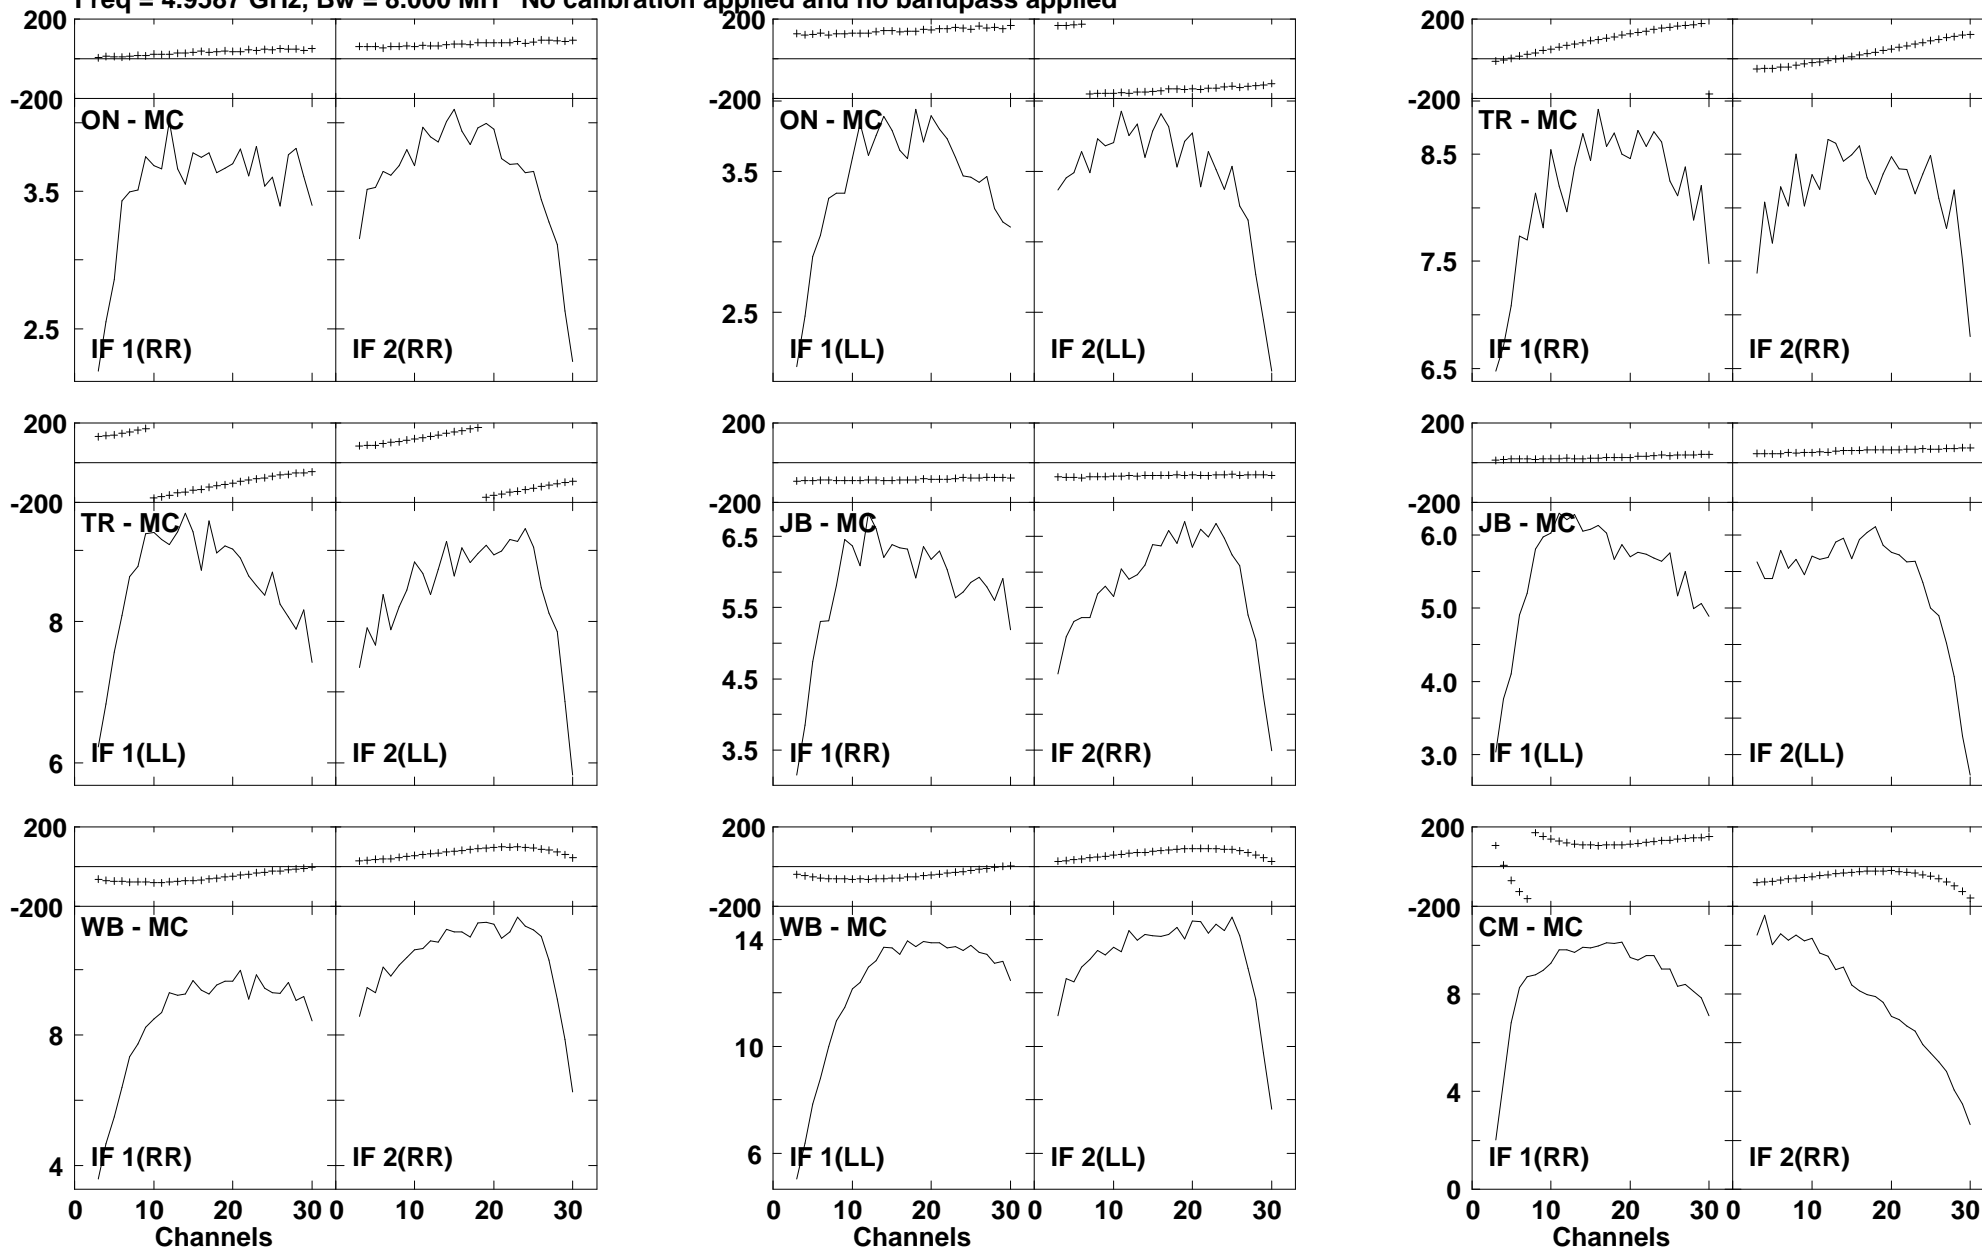 Freq = 4.9587 GHz, Bw = 8.000 MH No calibration applied and no bandpass applied
200
-200
ON - MC
3.5
2.5
IF 1(RR)
IF 2(RR)
200
-200
ON - MC
3.5
2.5
IF 1(LL)
IF 2(LL)
200
-200
TR - MC
8.5
7.5
6.5
IF 1(RR)
IF 2(RR)
200
-200
TR - MC
8
6
IF 1(LL)
IF 2(LL)
200
-200
JB - MC
6.5
5.5
4.5
3.5
IF 1(RR)
IF 2(RR)
200
-200
JB - MC
6.0
5.0
4.0
3.0
IF 1(LL)
IF 2(LL)
200
-200
WB - MC
8
4
IF 1(RR)
IF 2(RR)
0 10 20 30 0 10 20 30
Channels
200
-200
WB - MC
14
10
6
IF 1(LL)
IF 2(LL)
0 10 20 30 0 10 20 30
Channels
200
-200
CM - MC
8
4
0
IF 1(RR)
IF 2(RR)
0 10 20 30 0 10 20 30
Channels